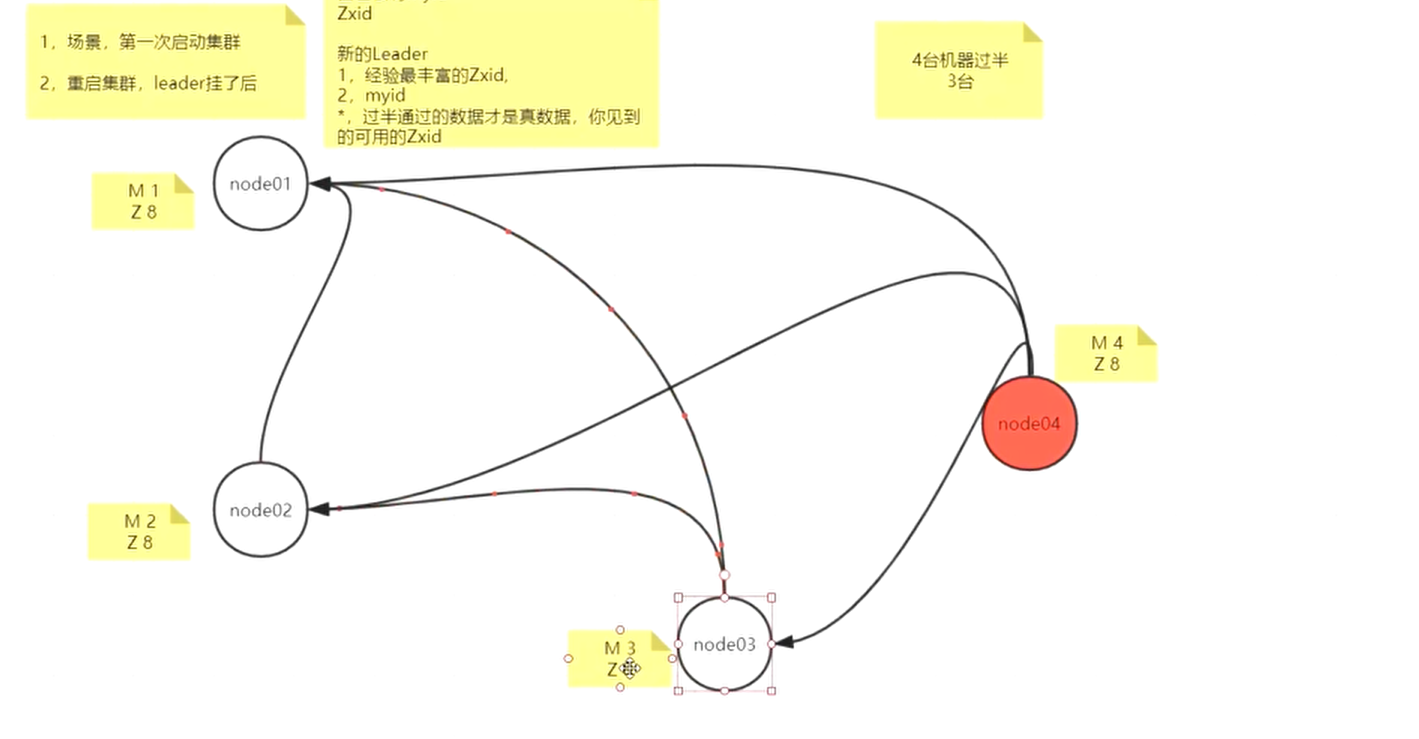 1，场景，第一次启动集群
2，重启集群，leader挂了后
Zxid
新的Leader
1，经验最丰富的Zxid,
2，myid
*，过半通过的数据才是真数据，你见到
的可用的Zxid
4台机器过半
3台
node01
M 1
Z 8
M 4
Z 8
node04
node02
M 2
Z 8
M 3
Z
node03